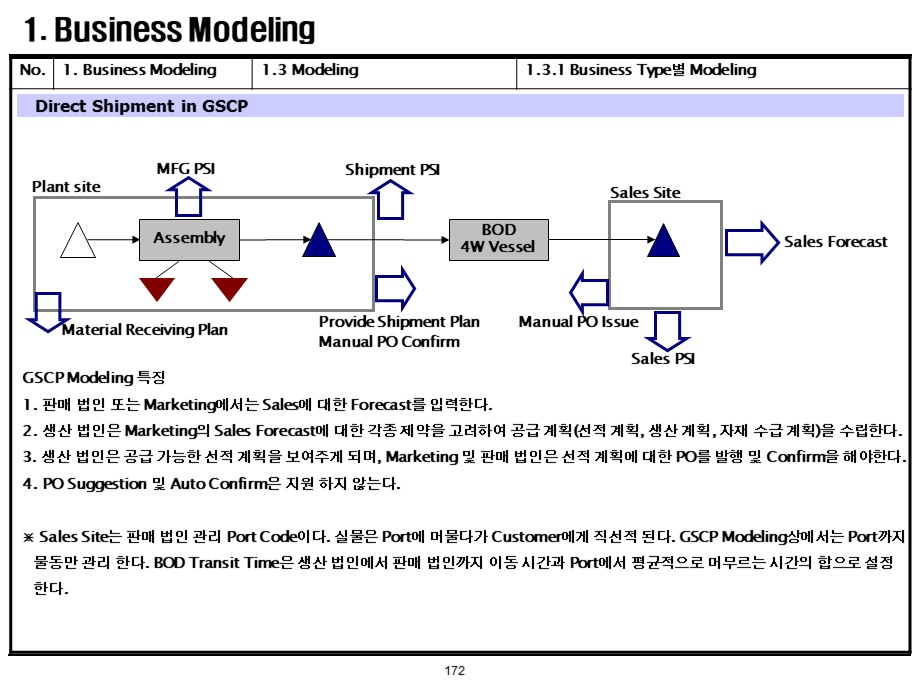 1. Business Modeling
No. 1. Business Modeling 1.3 Modeling 1.3.1 Business Type별 Modeling
Direct Shipment in GSCP
MFG PSI
Shipment PSI
Plant site
Sales Site
Assembly
BOD
4W Vessel
Sales Forecast
Material Receiving Plan
Provide Shipment Plan
Manual PO Confirm
Manual PO Issue
Sales PSI
GSCP Modeling 특징
1. 판매 법인 또는 Marketing에서는 Sales에 대한 Forecast를 입력한다.
2. 생산 법인은 Marketing의 Sales Forecast에 대한 각종 제약을 고려하여 공급 계획(선적 계획, 생산 계획, 자재 수급 계획)을 수립한다.
3. 생산 법인은 공급 가능한 선적 계획을 보여주게 되며, Marketing 및 판매 법인은 선적 계획에 대한 PO를 발행 및 Confirm을 해야한다.
4. PO Suggestion 및 Auto Confirm은 지원 하지 않는다.
※ Sales Site는 판매 법인 관리 Port Code이다. 실물은 Port에 머물다가 Customer에게 직선적 된다. GSCP Modeling상에서는 Port까지
물동만 관리 한다. BOD Transit Time은 생산 법인에서 판매 법인까지 이동 시간과 Port에서 평균적으로 머무르는 시간의 합으로 설정
한다.
172